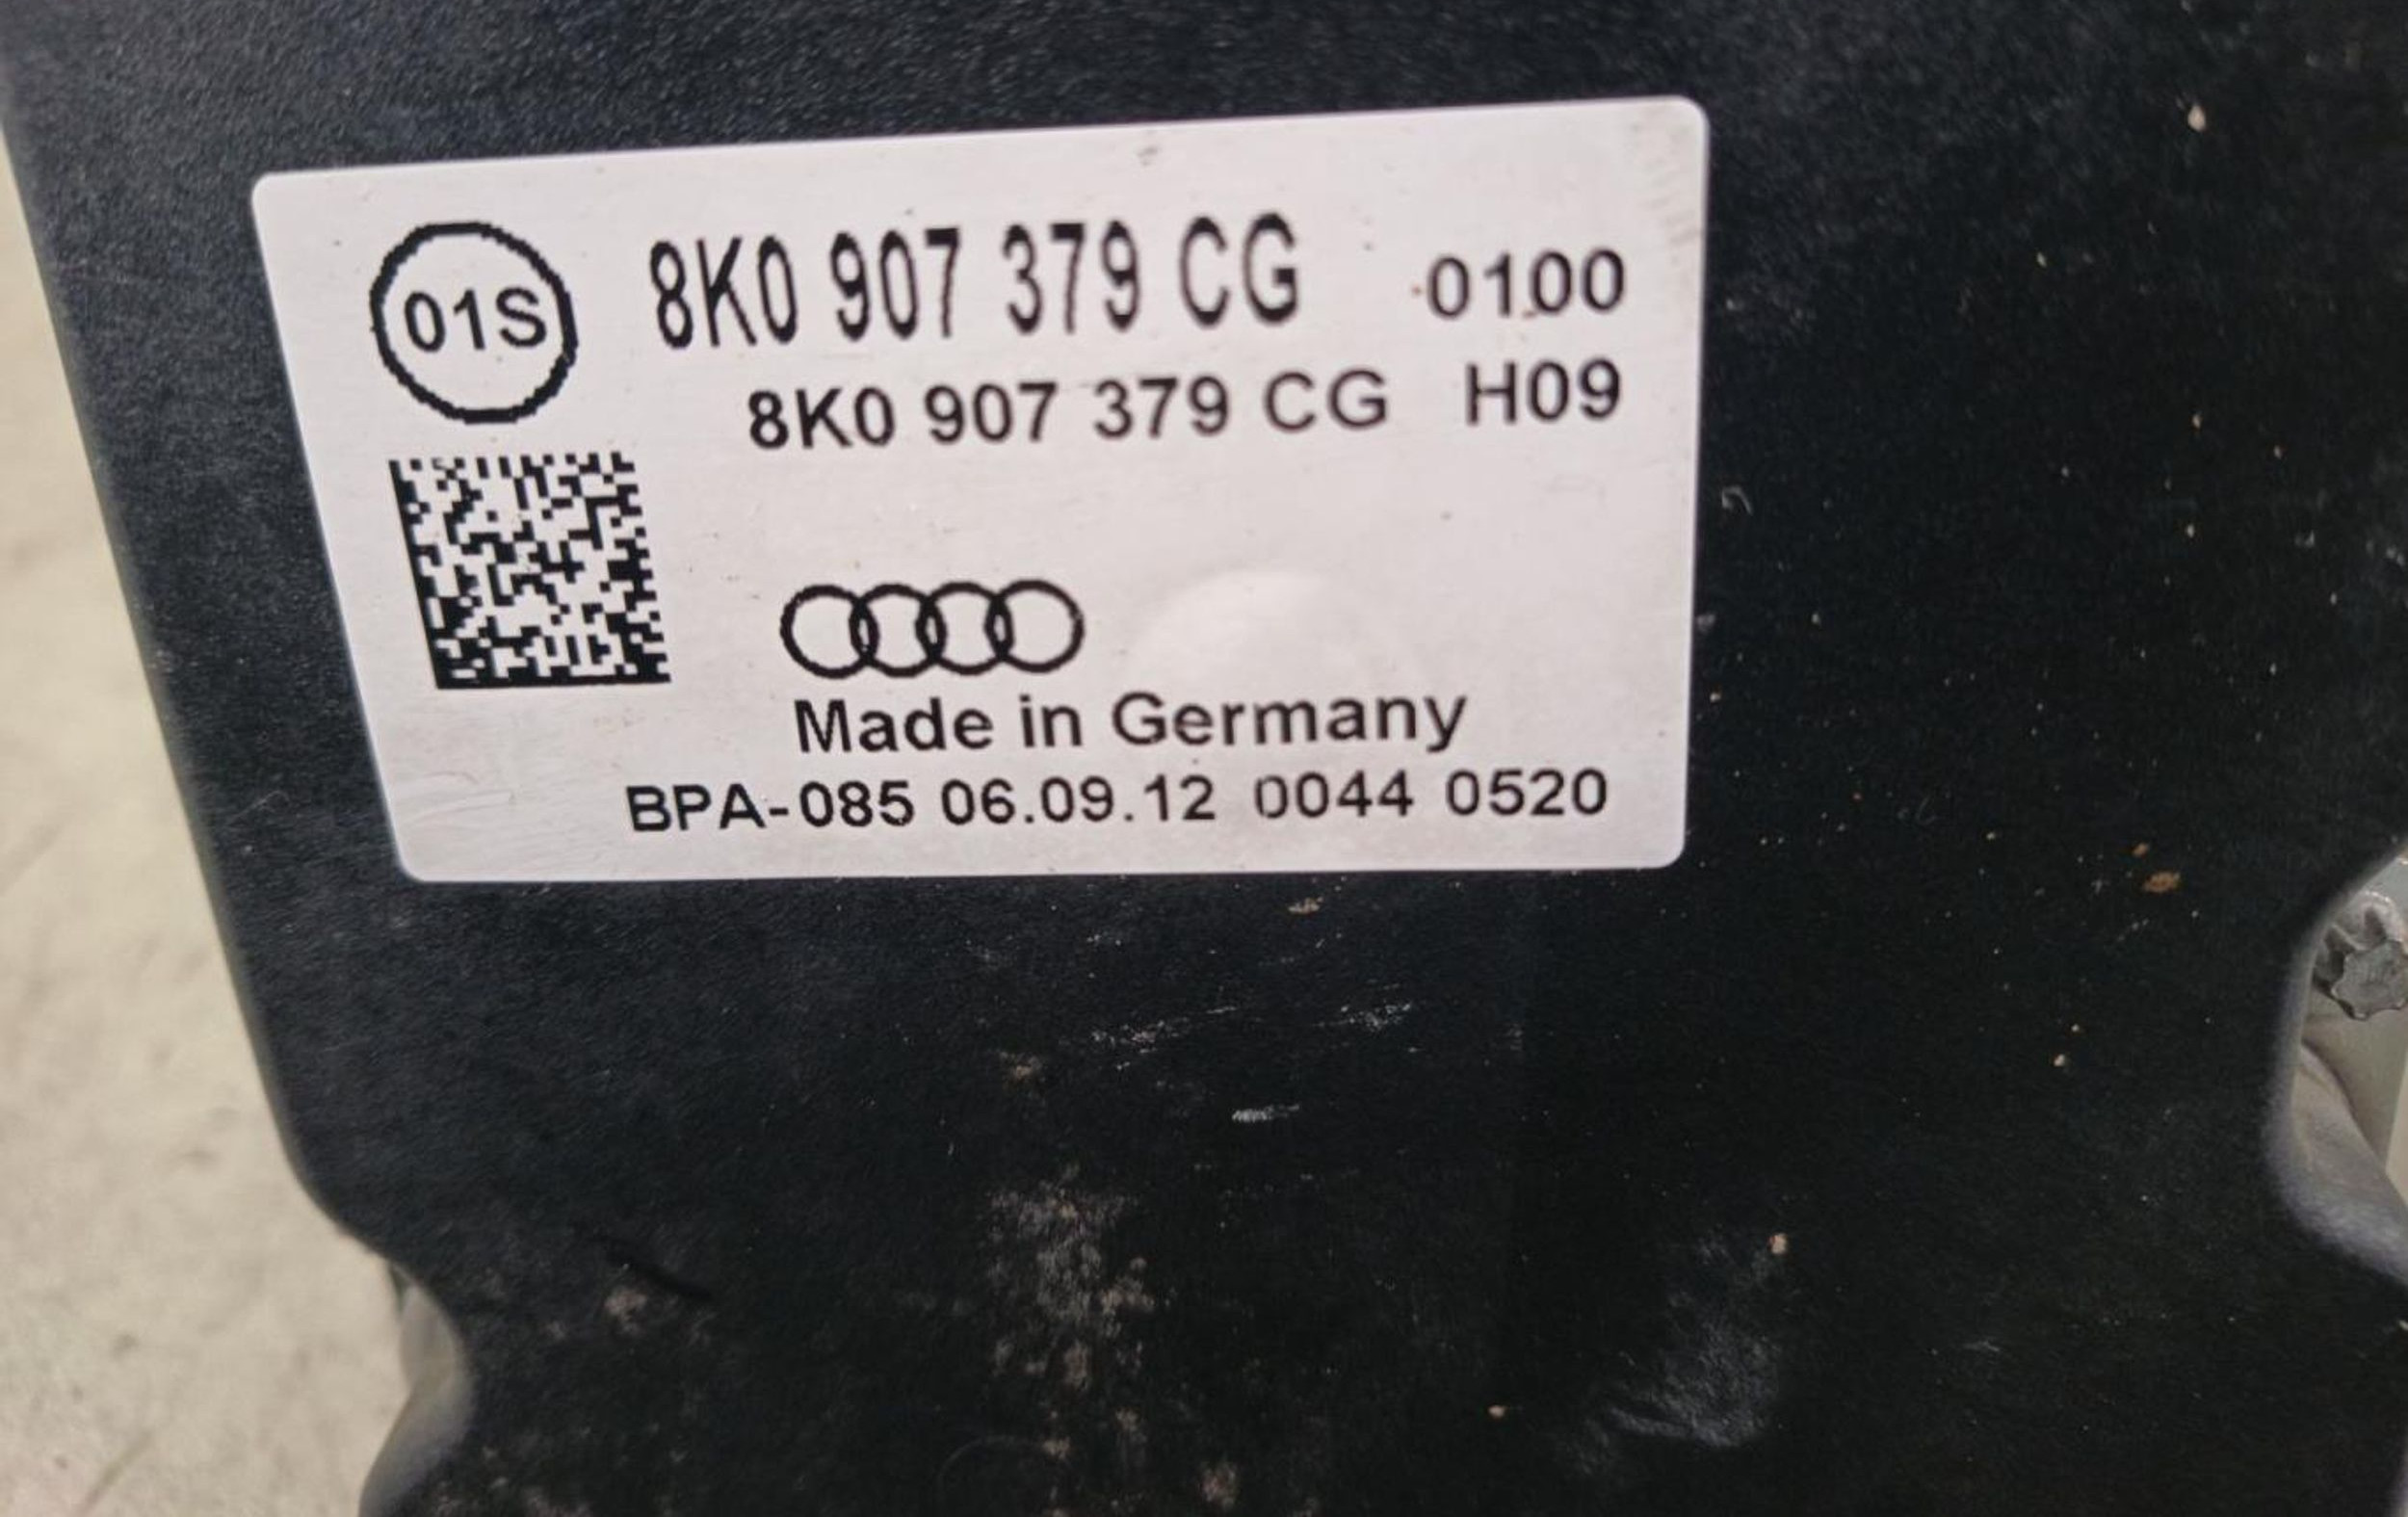 01S
8K0 907 379 CG 0100
8K0 907 379 CG H09
Made in Germany
BPA-085 06.09.12 0044 0520